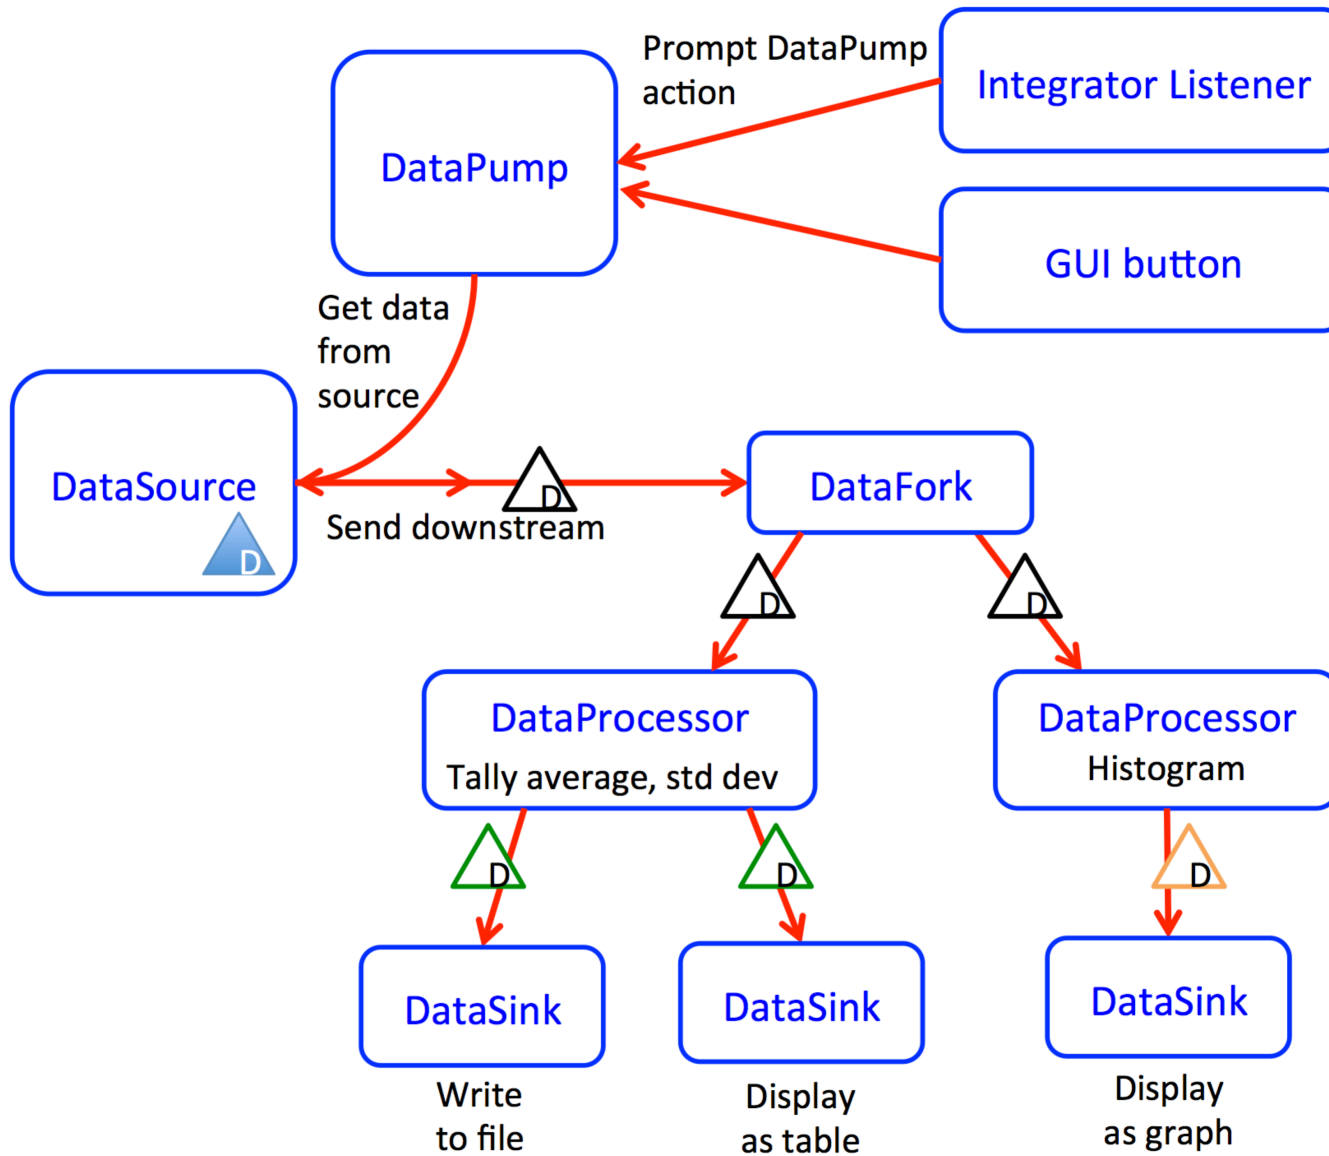 Prompt DataPump
action
Integrator Listener
DataPump
GUI button
Get data
from
source
DataSource
D
D
Send downstream
DataFork
D
D
DataProcessor
Tally average, std dev
DataProcessor
Histogram
D
D
D
DataSink
Write
to file
DataSink
Display
as table
DataSink
Display
as graph